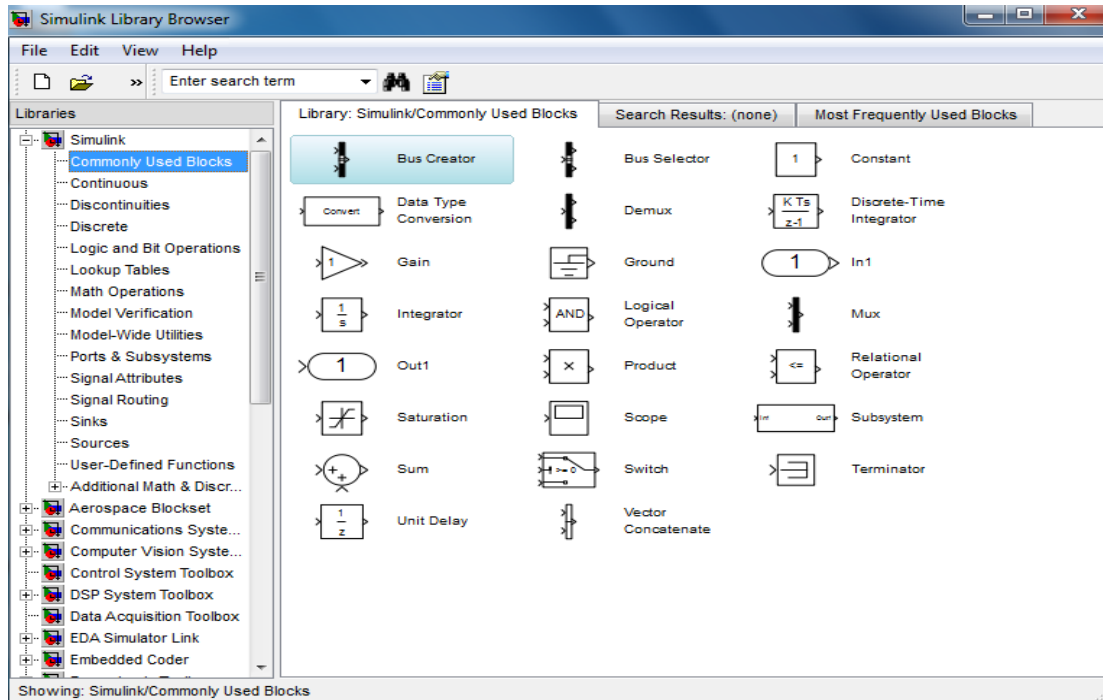 Simulink Library Browser
File Edit View Help
» Enter search term
Libraries
Simulink
Commonly Used Blocks
Continuous
Discontinuities
Discrete
Logic and Bit Operations
Lookup Tables
Math Operations
Model Verification
Model-Wide Utilities
Ports & Subsystems
Signal Attributes
Signal Routing
Sinks
Sources
User-Defined Functions
Additional Math & Discr...
Aerospace Blockset
Communications Syste...
Computer Vision Syste...
Control System Toolbox
DSP System Toolbox
Data Acquisition Toolbox
EDA Simulator Link
Embedded Coder
Library: Simulink/Commonly Used Blocks Search Results: (none) Most Frequently Used Blocks
Bus Creator Bus Selector 1 Constant
Convert Data Type Conversion Demux K Ts z-1 Discrete-Time Integrator
1 Gain Ground 1 In1
1 s Integrator AND Logical Operator Mux
1 Out1 × Product <= Relational Operator
Saturation Scope Subsystem
+ + Sum >= 0 Switch Terminator
1 z Unit Delay Vector Concatenate
Showing: Simulink/Commonly Used Blocks